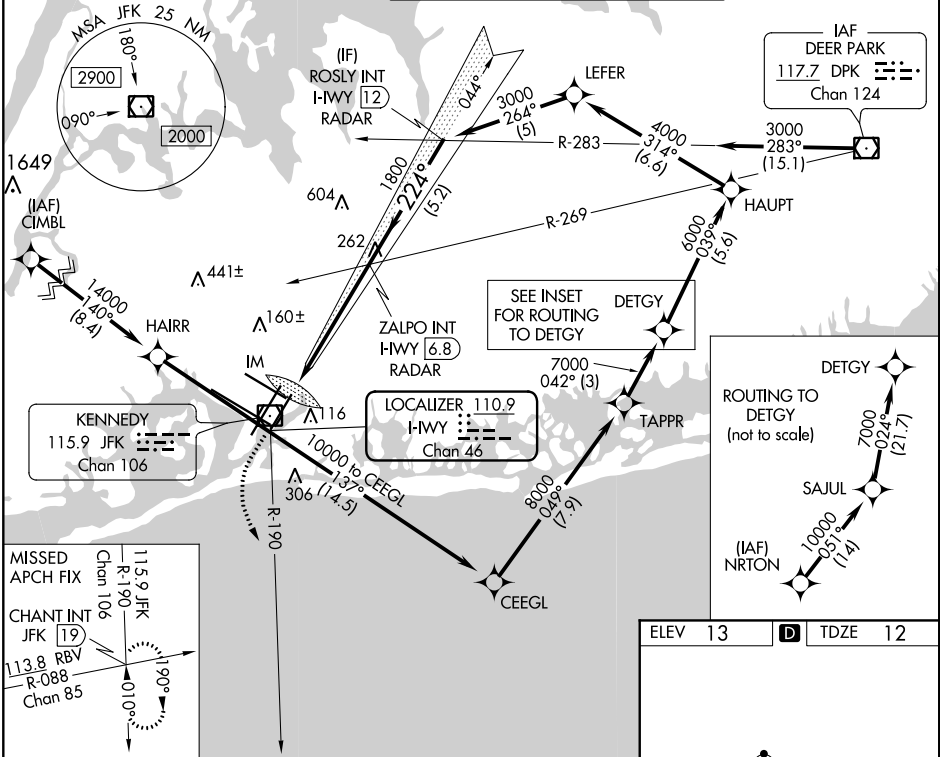 MSA JFK 25 NM
180°
2900
090°
2000
1649
(IAF)
CIMBL
14000
140°
(8.4)
HAIRR
441±
604
262
160±
IM
116
306
(IF)
ROSLY INT
I-IWY 12
RADAR
044°
1800
224°
(5.2)
3000
264°
(5)
LEFER
R-283
4000
314°
(6.6)
3000
283°
(15.1)
IAF
DEER PARK
117.7 DPK
Chan 124
HAUPT
R-269
6000
039°
(5.6)
SEE INSET
FOR ROUTING
TO DETGY
DETGY
7000
042° (3)
TAPPR
ZALPO INT
I-IWY 6.8
RADAR
KENNEDY
115.9 JFK
Chan 106
LOCALIZER 110.9
I-IWY
Chan 46
10000 to CEEGL
137°
(14.5)
R-190
8000
049°
(7.9)
CEEGL
ROUTING TO
DETGY
(not to scale)
DETGY
7000
024°
(21.7)
SAJUL
10000
051°
(14)
(IAF)
NRTON
MISSED
APCH FIX
115.9 JFK
R-190
Chan 106
CHANT INT
JFK 19
113.8 RBV
R-088
Chan 85
190°
010°
ELEV 13
D
TDZE 12